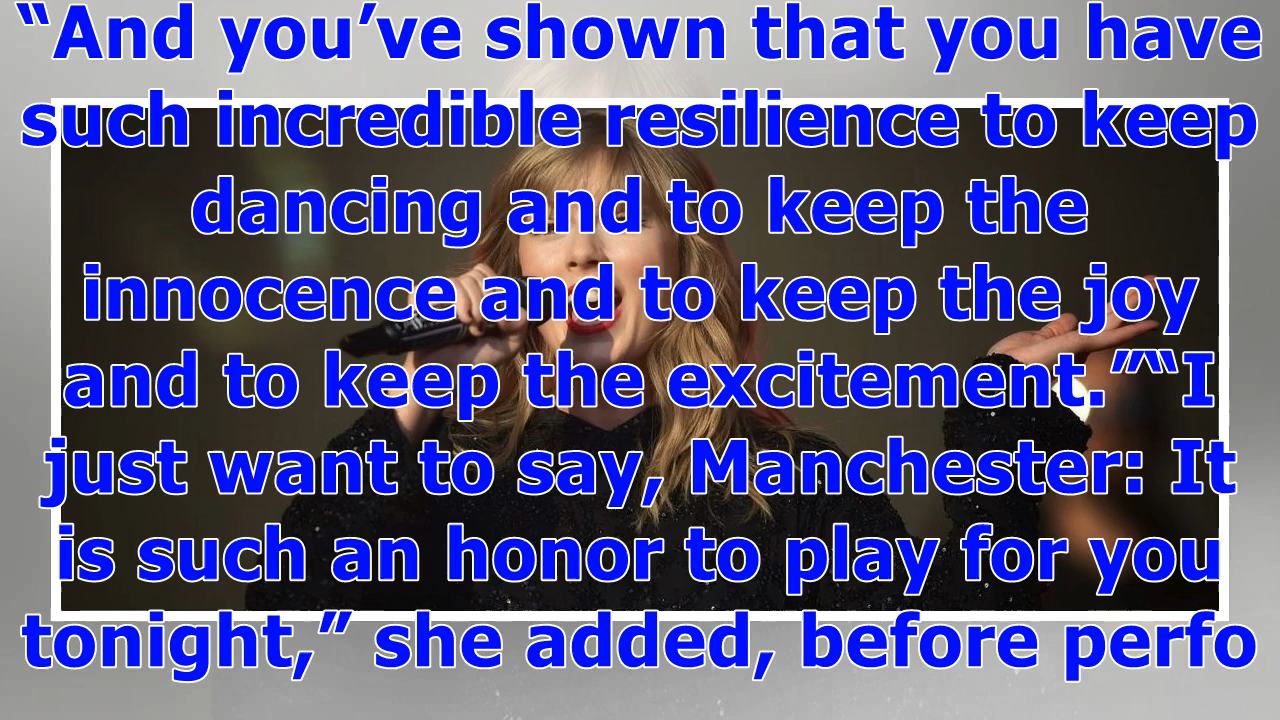 “And you’ve shown that you have
such incredible resilience to keep
dancing and to keep the
innocence and to keep the joy
and to keep the excitement.”“I
just want to say, Manchester: It
is such an honor to play for you
tonight,” she added, before perfo